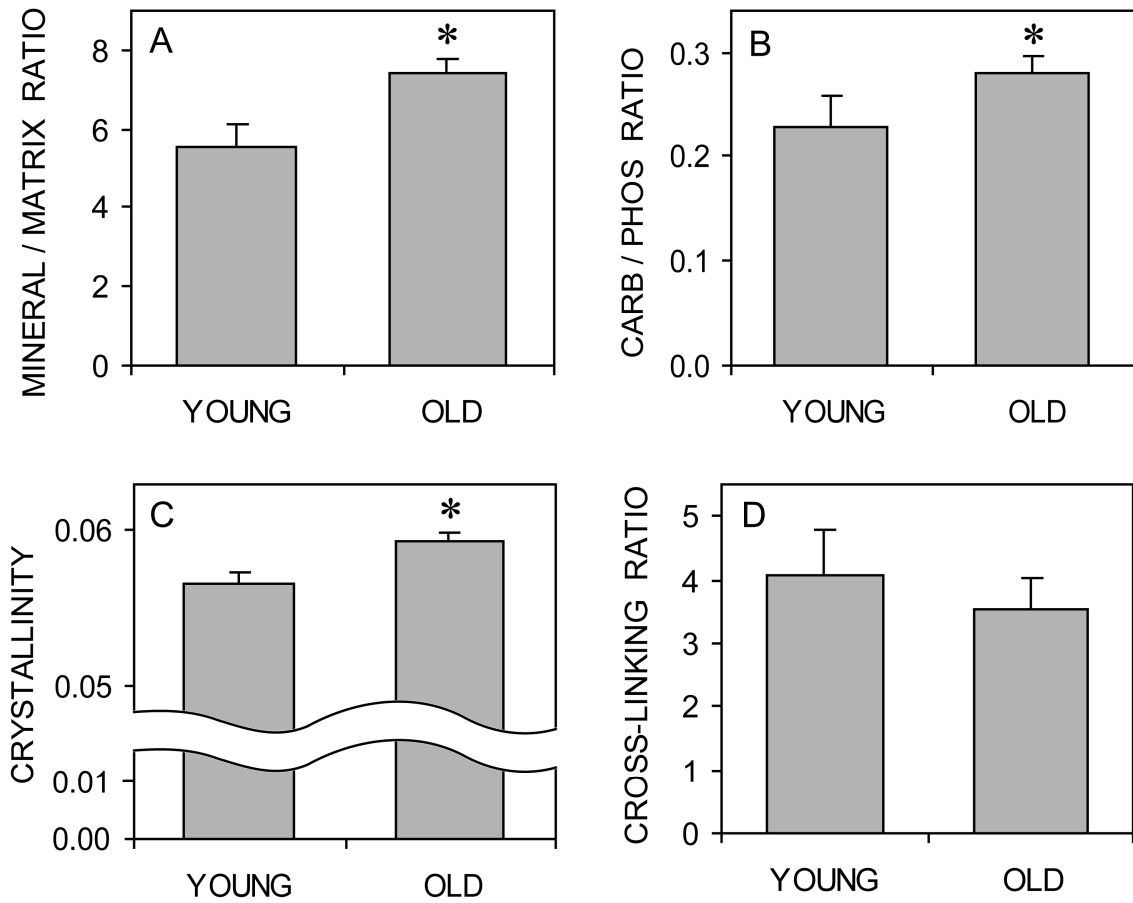 A
MINERAL / MATRIX RATIO
8
6
4
2
0
*
YOUNG
OLD
B
CARB / PHOS RATIO
0.3
0.2
0.1
0.0
*
YOUNG
OLD
C
CRYSTALLINITY
0.06
0.05
0.01
0.00
*
YOUNG
OLD
D
CROSS-LINKING RATIO
5
4
3
2
1
0
YOUNG
OLD